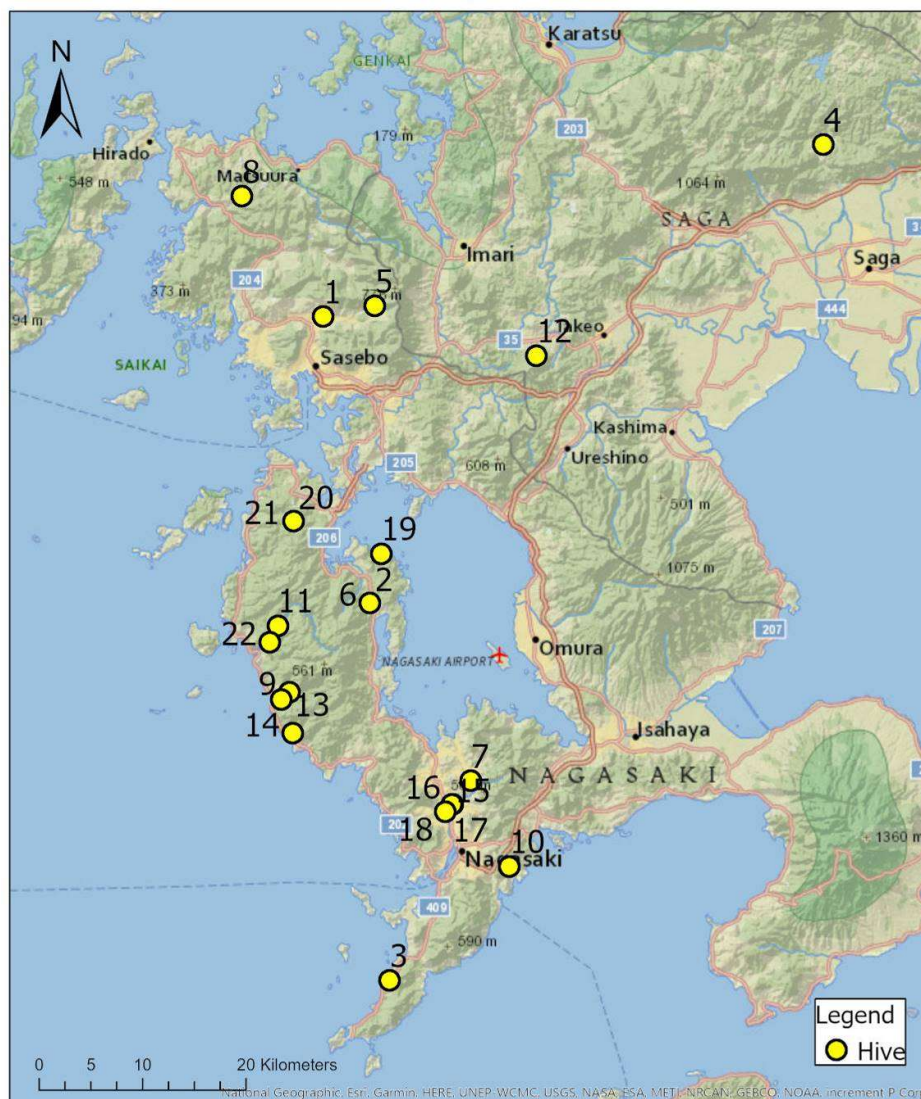 N
Karatsu
GENKAI
203
179 m
4
Hirado
548 m
8
1064 m
SAGA
Imari
Saga
204
373 m
5
1
444
94 m
35
12
Takeo
SAIKAI
Sasebo
Kashima
205
608 m
Ureshino
21
20
501 m
206
19
6
2
1075 m
11
207
22
Omura
NAGASAKI AIRPORT
9
561 m
13
14
Isahaya
7
NAGASAKI
16
15
18
17
10
Nagasaki
1360 m
409
590 m
3
Legend
Hive
0 5 10 20 Kilometers
National Geographic, Esri, Garmin, HERE, UNEP-WCMC, USGS, NASA, ESA, METI, NRCAN, GEBCO, NOAA, increment P Corp